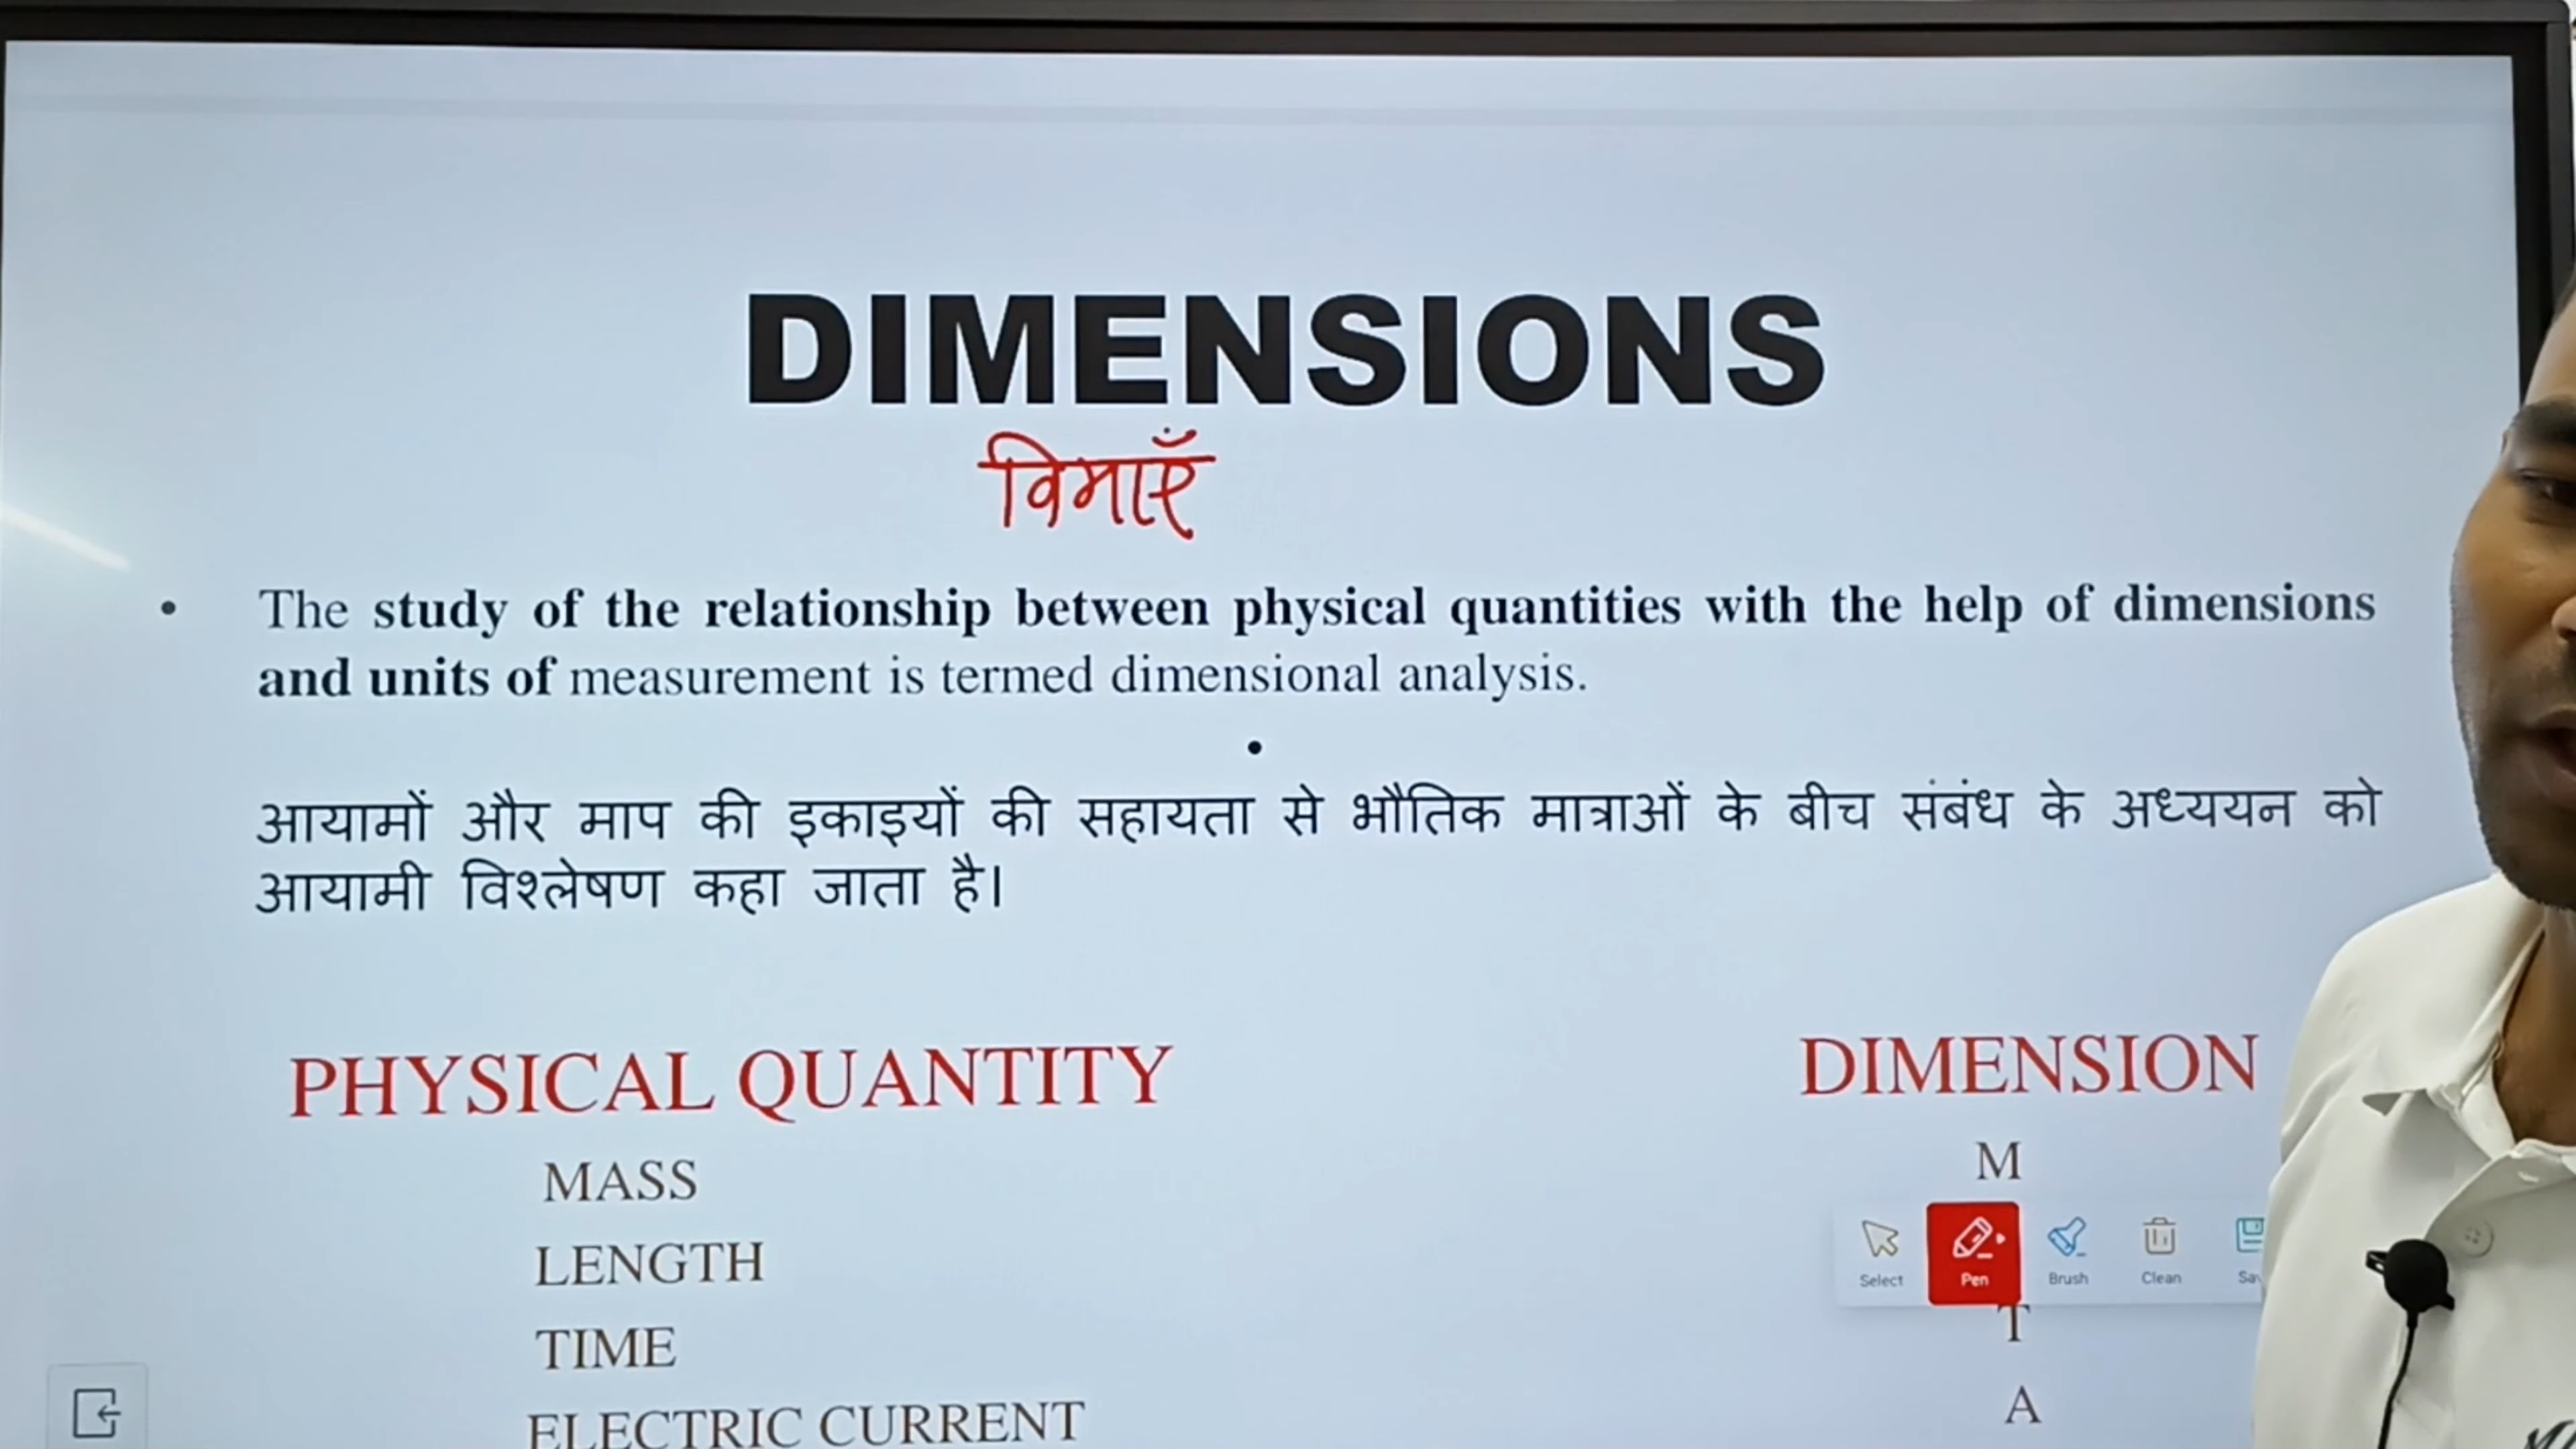 DIMENSIONS
विमाएँ
• The study of the relationship between physical quantities with the help of dimensions
and units of measurement is termed dimensional analysis.
•
आयामों और माप की इकाइयों की सहायता से भौतिक मात्राओं के बीच संबंध के अध्ययन को
आयामी विश्लेषण कहा जाता है।
PHYSICAL QUANTITY DIMENSION
MASS M
Select Pen Brush Clean
LENGTH
TIME T
ELECTRIC CURRENT A